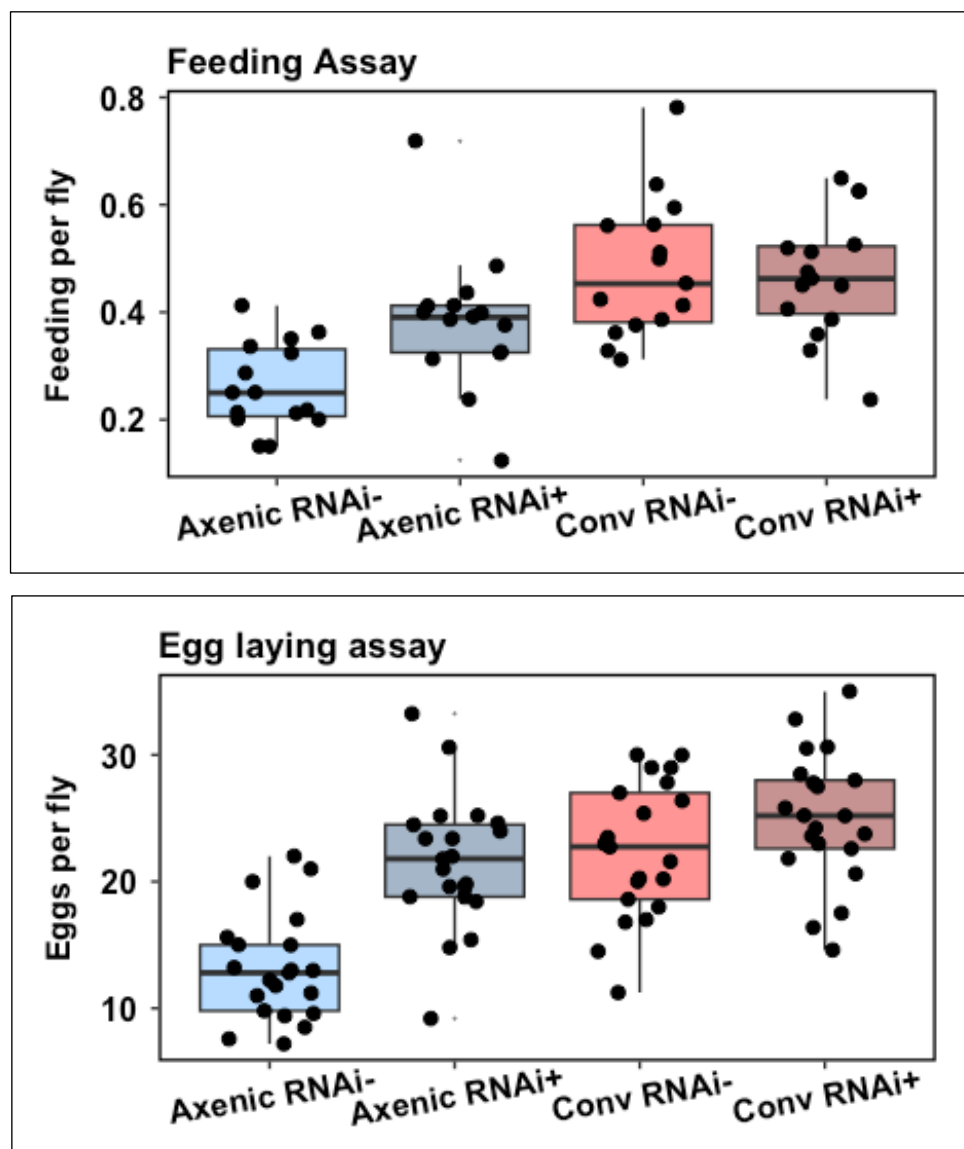 Feeding Assay
Feeding per fly
0.8
0.6
0.4
0.2
Axenic RNAi-
Axenic RNAi+
Conv RNAi-
Conv RNAi+
Egg laying assay
Eggs per fly
30
20
10
Axenic RNAi-
Axenic RNAi+
Conv RNAi-
Conv RNAi+